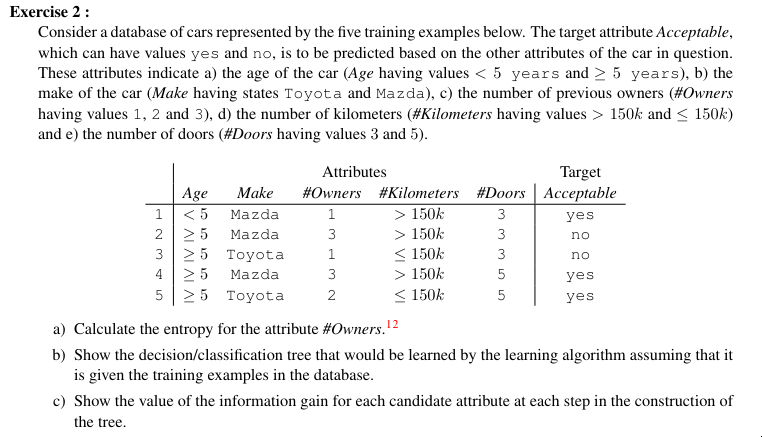 Exercise 2 :
Consider a database of cars represented by the five training examples below. The target attribute Acceptable,
which can have values yes and no, is to be predicted based on the other attributes of the car in question.
These attributes indicate a) the age of the car (Age having values < 5 years and ≥ 5 years), b) the
make of the car (Make having states Toyota and Mazda), c) the number of previous owners (#Owners
having values 1, 2 and 3), d) the number of kilometers (#Kilometers having values > 150k and ≤ 150k)
and e) the number of doors (#Doors having values 3 and 5).
Attributes Target
Age Make #Owners #Kilometers #Doors Acceptable
1 < 5 Mazda 1 > 150k 3 yes
2 ≥ 5 Mazda 3 > 150k 3 no
3 ≥ 5 Toyota 1 ≤ 150k 3 no
4 ≥ 5 Mazda 3 > 150k 5 yes
5 ≥ 5 Toyota 2 ≤ 150k 5 yes
a) Calculate the entropy for the attribute #Owners.12
b) Show the decision/classification tree that would be learned by the learning algorithm assuming that it
is given the training examples in the database.
c) Show the value of the information gain for each candidate attribute at each step in the construction of
the tree.